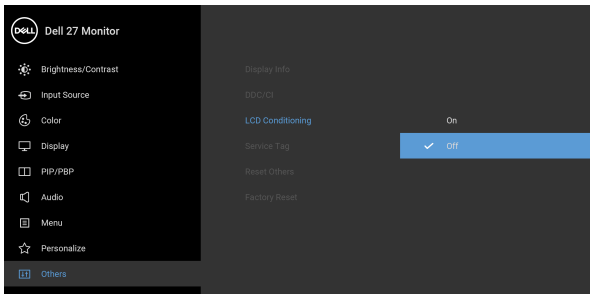 DELL
Dell 27 Monitor
Brightness/Contrast
Input Source
Color
Display
PIP/PBP
Audio
Menu
Personalize
Others
Display Info
DDC/CI
LCD Conditioning
Service Tag
Reset Others
Factory Reset
On
Off